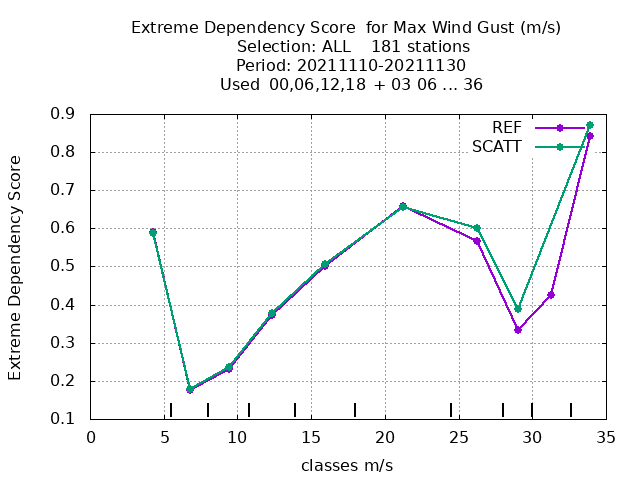 Extreme Dependency Score  for Max Wind Gust (m/s)
Selection: ALL    181 stations
Period: 20211110-20211130
Used  00,06,12,18  + 03 06 ... 36
REF
SCATT
0.9
0.8
0.7
0.6
0.5
0.4
0.3
0.2
0.1
Extreme Dependency Score
0 5 10 15 20 25 30 35
classes m/s